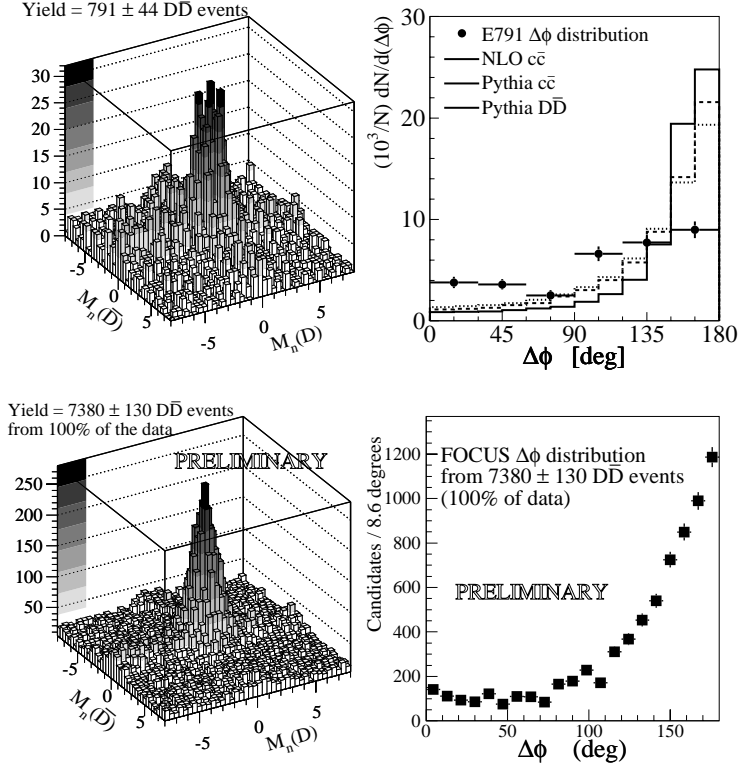 Yield = 791 ± 44 DD̄ events
30
25
20
15
10
5
0
-5
0
5
Mn(D̄)
-5
0
5
Mn(D)
(10³/N) dN/d(Δϕ)
30
20
10
0
E791 Δϕ distribution
NLO cc̄
Pythia cc̄
Pythia DD̄
0 45 90 135 180
Δϕ [deg]
Yield = 7380 ± 130 DD̄ events
from 100% of the data
PRELIMINARY
250
200
150
100
50
-5
0
5
Mn(D̄)
-5
0
5
Mn(D)
Candidates / 8.6 degrees
1200
1000
800
600
400
200
0
FOCUS Δϕ distribution
from 7380 ± 130 DD̄ events
(100% of data)
PRELIMINARY
0 50 100 150
Δϕ (deg)